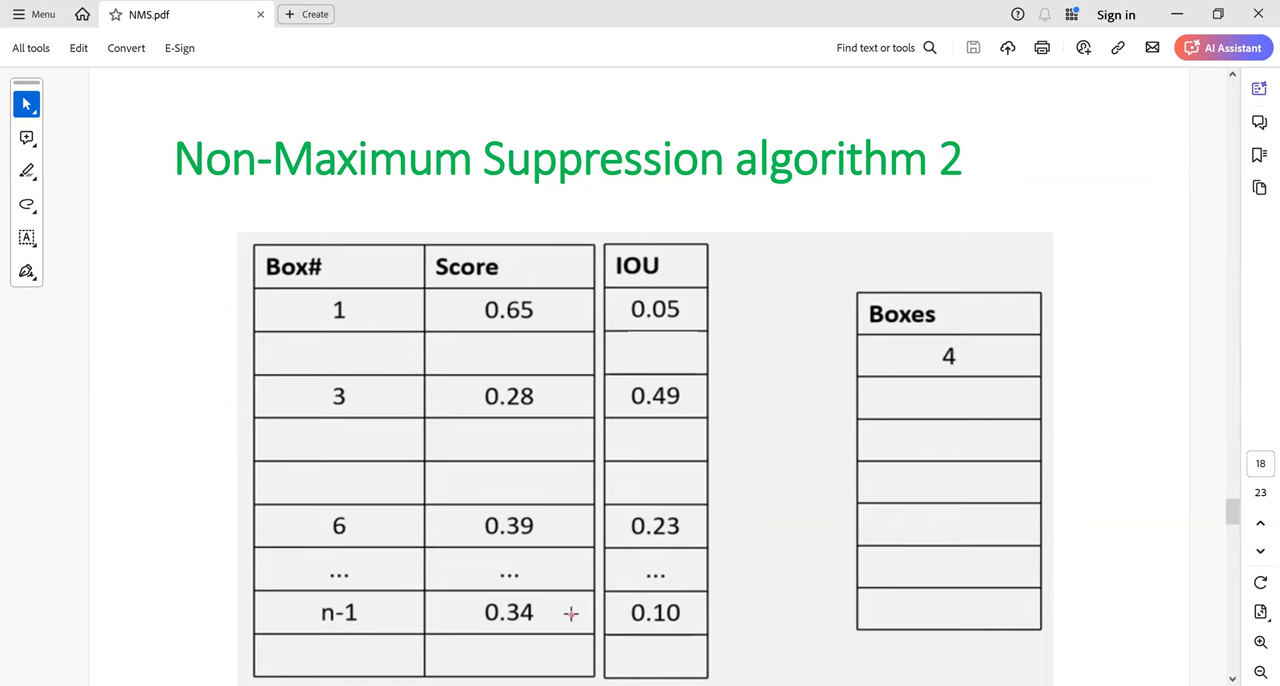 Menu
NMS.pdf
Create
Sign in
All tools
Edit
Convert
E-Sign
Find text or tools
AI Assistant
Non-Maximum Suppression algorithm 2
Box# Score IOU
1 0.65 0.05
3 0.28 0.49
6 0.39 0.23
... ... ...
n-1 0.34 0.10
Boxes
4
18
23